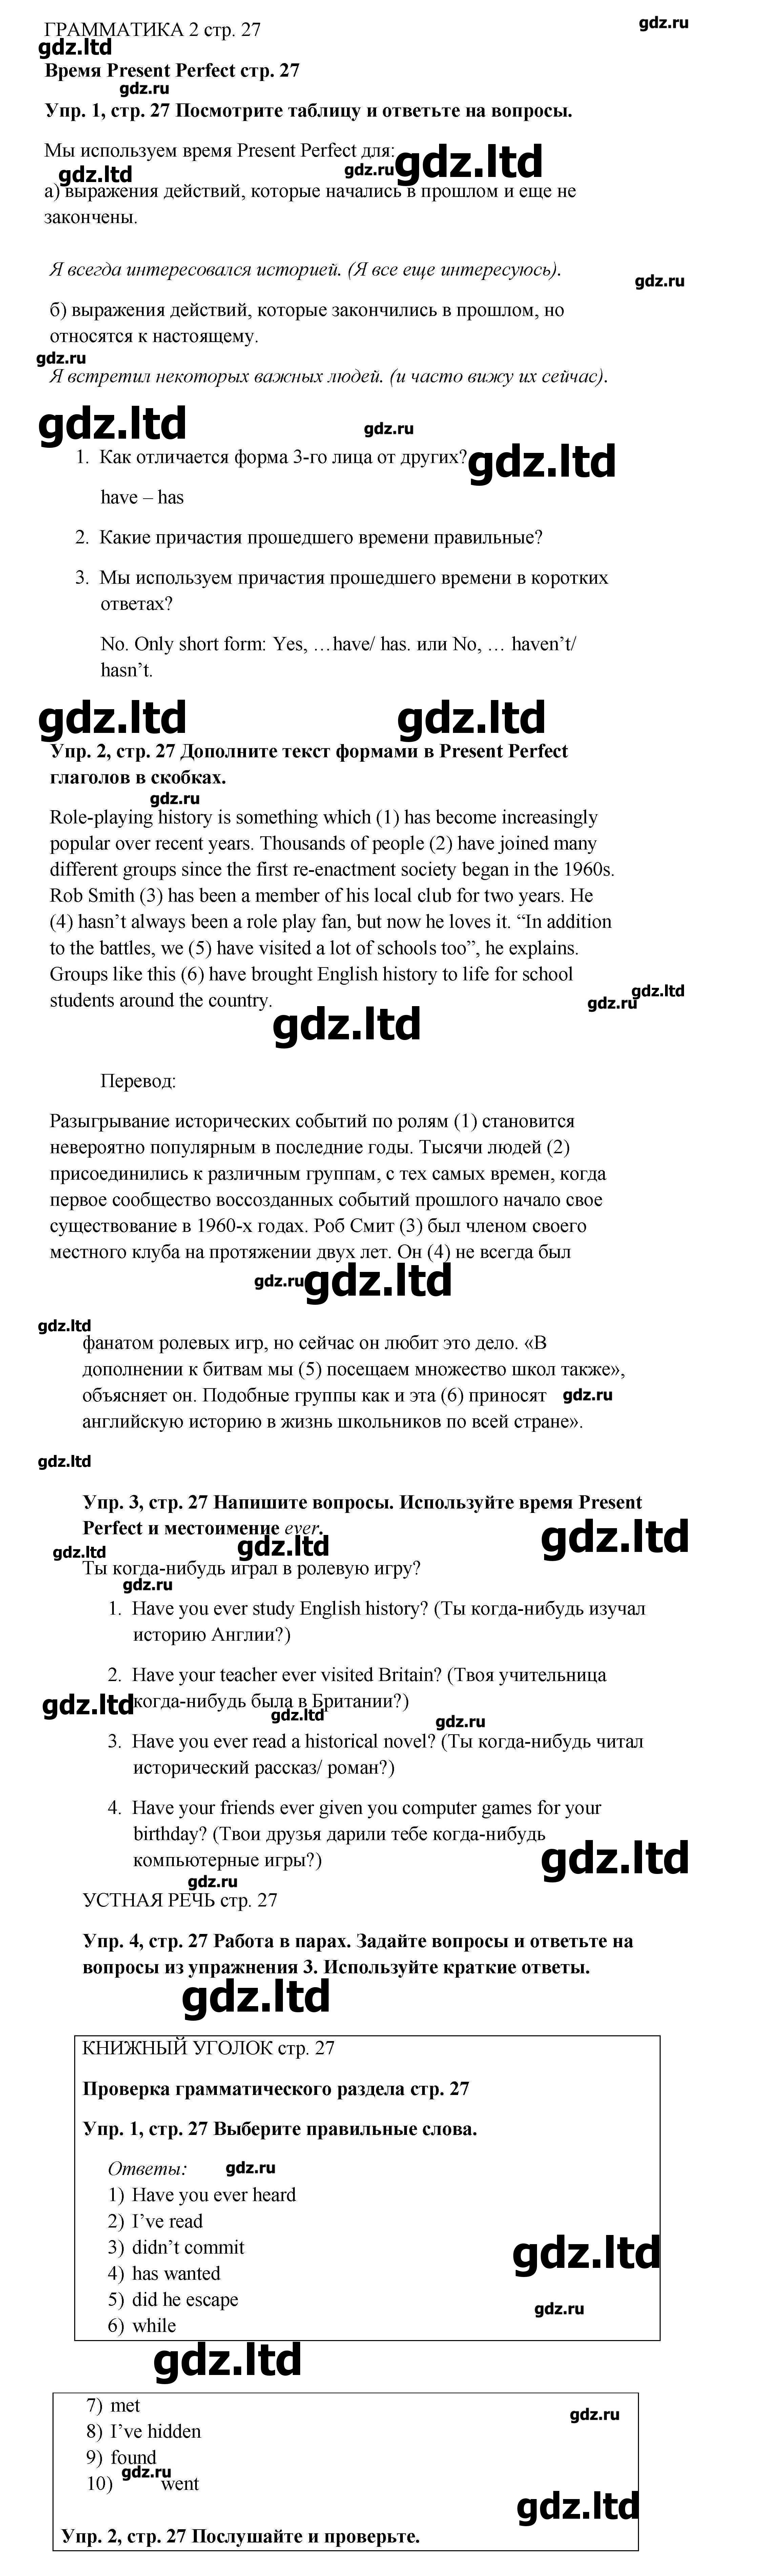 ГРАММАТИКА 2 стр. 27
gdz.ru
gdz.ltd
Время Present Perfect стр. 27
gdz.ru
Упр. 1, стр. 27 Посмотрите таблицу и ответьте на вопросы.
Мы используем время Present Perfect для:
gdz.ltd
gdz.ru
gdz.ltd
а) выражения действий, которые начались в прошлом и еще не
закончены.
Я всегда интересовался историей. (Я все еще интересуюсь).
gdz.ru
б) выражения действий, которые закончились в прошлом, но
относятся к настоящему.
gdz.ru
Я встретил некоторых важных людей. (и часто вижу их сейчас).
gdz.ltd
gdz.ru
1. Как отличается форма 3-го лица от других?
gdz.ltd
have – has
2. Какие причастия прошедшего времени правильные?
3. Мы используем причастия прошедшего времени в коротких
ответах?
No. Only short form: Yes, …have/ has. или No, … haven’t/
hasn’t.
gdz.ltd
gdz.ltd
Упр. 2, стр. 27 Дополните текст формами в Present Perfect
глаголов в скобках.
gdz.ru
Role-playing history is something which (1) has become increasingly
popular over recent years. Thousands of people (2) have joined many
different groups since the first re-enactment society began in the 1960s.
Rob Smith (3) has been a member of his local club for two years. He
(4) hasn’t always been a role play fan, but now he loves it. “In addition
to the battles, we (5) have visited a lot of schools too”, he explains.
Groups like this (6) have brought English history to life for school
students around the country.
gdz.ltd
gdz.ru
gdz.ltd
Перевод:
Разыгрывание исторических событий по ролям (1) становится
невероятно популярным в последние годы. Тысячи людей (2)
присоединились к различным группам, с тех самых времен, когда
первое сообщество воссозданных событий прошлого начало свое
существование в 1960-х годах. Роб Смит (3) был членом своего
местного клуба на протяжении двух лет. Он (4) не всегда был
gdz.ru
gdz.ltd
gdz.ltd
фанатом ролевых игр, но сейчас он любит это дело. «В
дополнении к битвам мы (5) посещаем множество школ также»,
объясняет он. Подобные группы как и эта (6) приносят
gdz.ru
английскую историю в жизнь школьников по всей стране».
gdz.ltd
Упр. 3, стр. 27 Напишите вопросы. Используйте время Present
Perfect и местоимение ever.
gdz.ltd
gdz.ltd
gdz.ltd
Ты когда-нибудь играл в ролевую игру?
gdz.ru
1. Have you ever study English history? (Ты когда-нибудь изучал
историю Англии?)
2. Have your teacher ever visited Britain? (Твоя учительница
когда-нибудь была в Британии?)
gdz.ltd
gdz.ltd
gdz.ru
3. Have you ever read a historical novel? (Ты когда-нибудь читал
исторический рассказ/ роман?)
4. Have your friends ever given you computer games for your
birthday? (Твои друзья дарили тебе когда-нибудь
компьютерные игры?)
gdz.ltd
gdz.ru
УСТНАЯ РЕЧЬ стр. 27
Упр. 4, стр. 27 Работа в парах. Задайте вопросы и ответьте на
вопросы из упражнения 3. Используйте краткие ответы.
gdz.ltd
КНИЖНЫЙ УГОЛОК стр. 27
Проверка грамматического раздела стр. 27
Упр. 1, стр. 27 Выберите правильные слова.
Ответы:
gdz.ru
1) Have you ever heard
2) I’ve read
3) didn’t commit
gdz.ltd
4) has wanted
5) did he escape
gdz.ru
6) while
gdz.ltd
7) met
gdz.ru
8) I’ve hidden
9) found
gdz.ru
10) went
gdz.ltd
Упр. 2, стр. 27 Послушайте и проверьте.